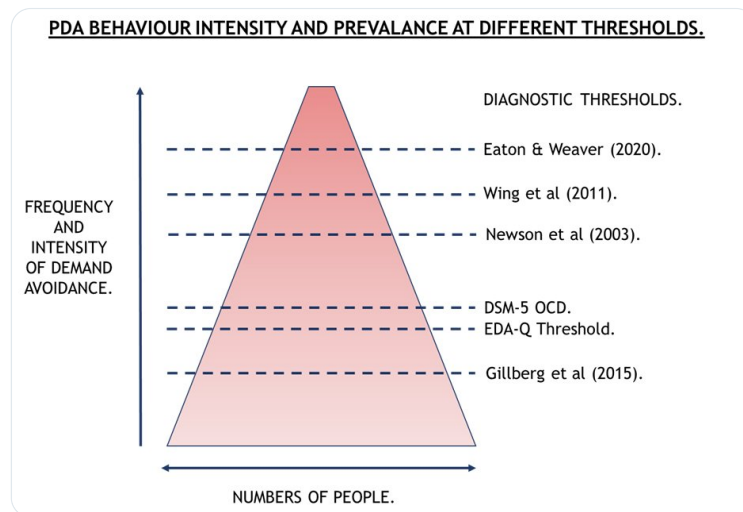 PDA BEHAVIOUR INTENSITY AND PREVALANCE AT DIFFERENT THRESHOLDS.
DIAGNOSTIC THRESHOLDS.
Eaton & Weaver (2020).
Wing et al (2011).
Newson et al (2003).
DSM-5 OCD.
EDA-Q Threshold.
Gillberg et al (2015).
FREQUENCY
AND
INTENSITY
OF DEMAND
AVOIDANCE.
NUMBERS OF PEOPLE.